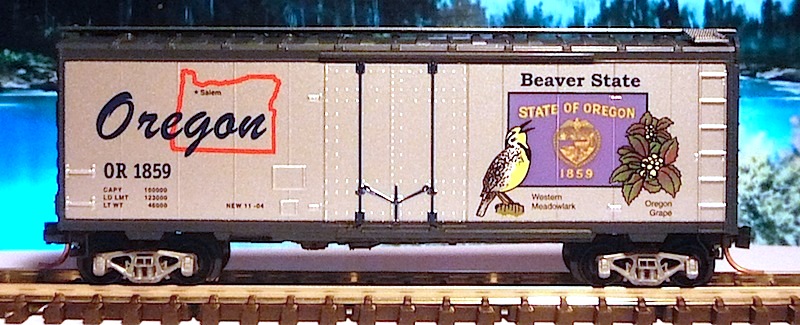 Salem
Oregon
OR 1859
CAPY 150000
LD LMT 123000
LT WT 46000
NEW 11 -04
Beaver State
STATE OF OREGON
1859
Western
Meadowlark
Oregon
Grape